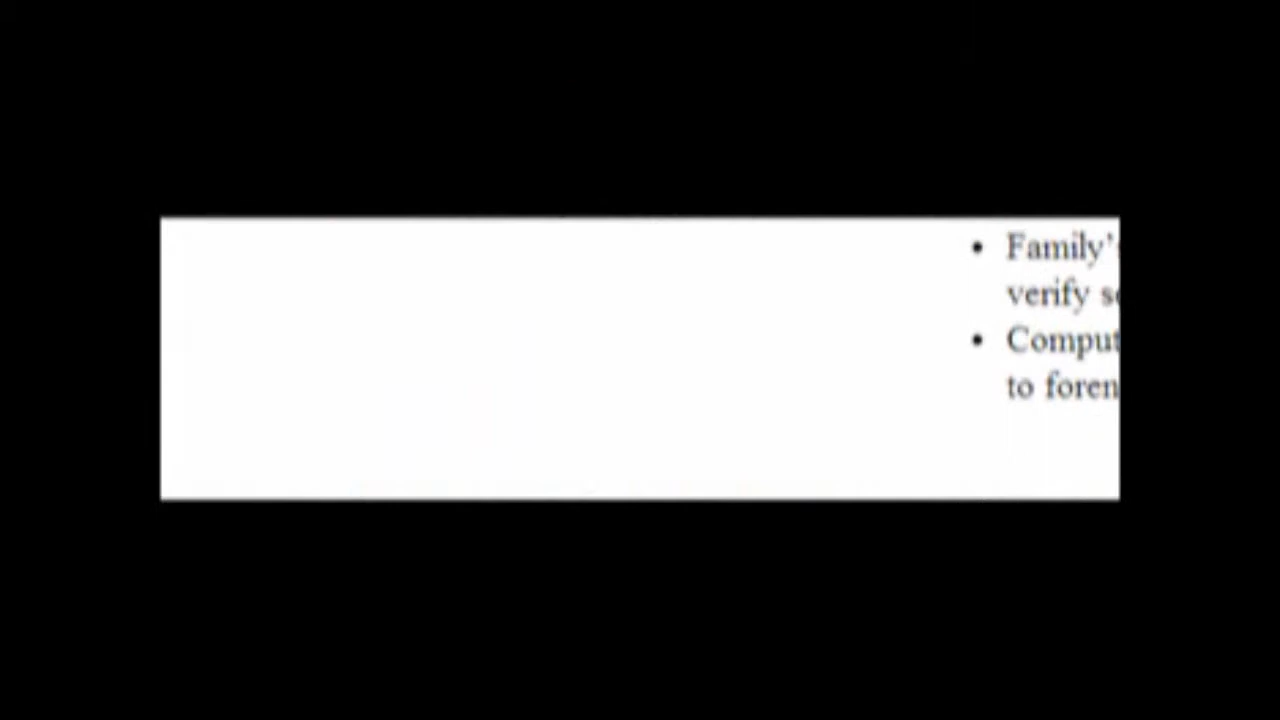 • Family’
verify
• Comput
to foren